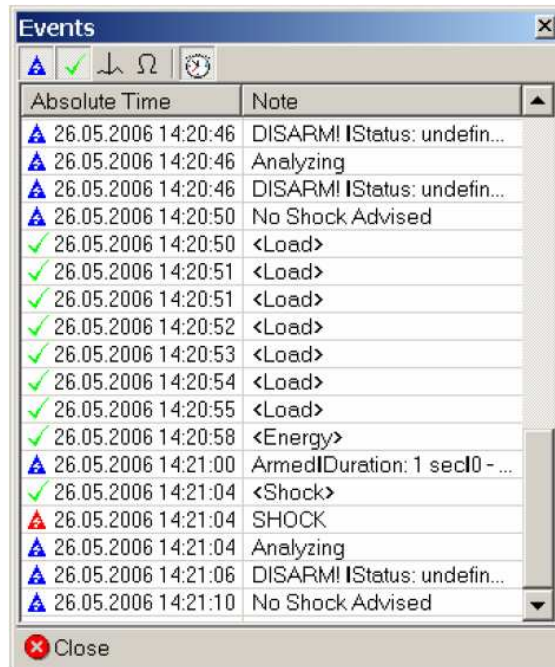 Events
Absolute Time Note
26.05.2006 14:20:46 DISARM! |Status: undefin...
26.05.2006 14:20:46 Analyzing
26.05.2006 14:20:46 DISARM! |Status: undefin...
26.05.2006 14:20:50 No Shock Advised
26.05.2006 14:20:50 <Load>
26.05.2006 14:20:51 <Load>
26.05.2006 14:20:51 <Load>
26.05.2006 14:20:52 <Load>
26.05.2006 14:20:53 <Load>
26.05.2006 14:20:54 <Load>
26.05.2006 14:20:55 <Load>
26.05.2006 14:20:58 <Energy>
26.05.2006 14:21:00 Armed|Duration: 1 sec|0 - ...
26.05.2006 14:21:04 <Shock>
26.05.2006 14:21:04 SHOCK
26.05.2006 14:21:04 Analyzing
26.05.2006 14:21:06 DISARM! |Status: undefin...
26.05.2006 14:21:10 No Shock Advised
Close